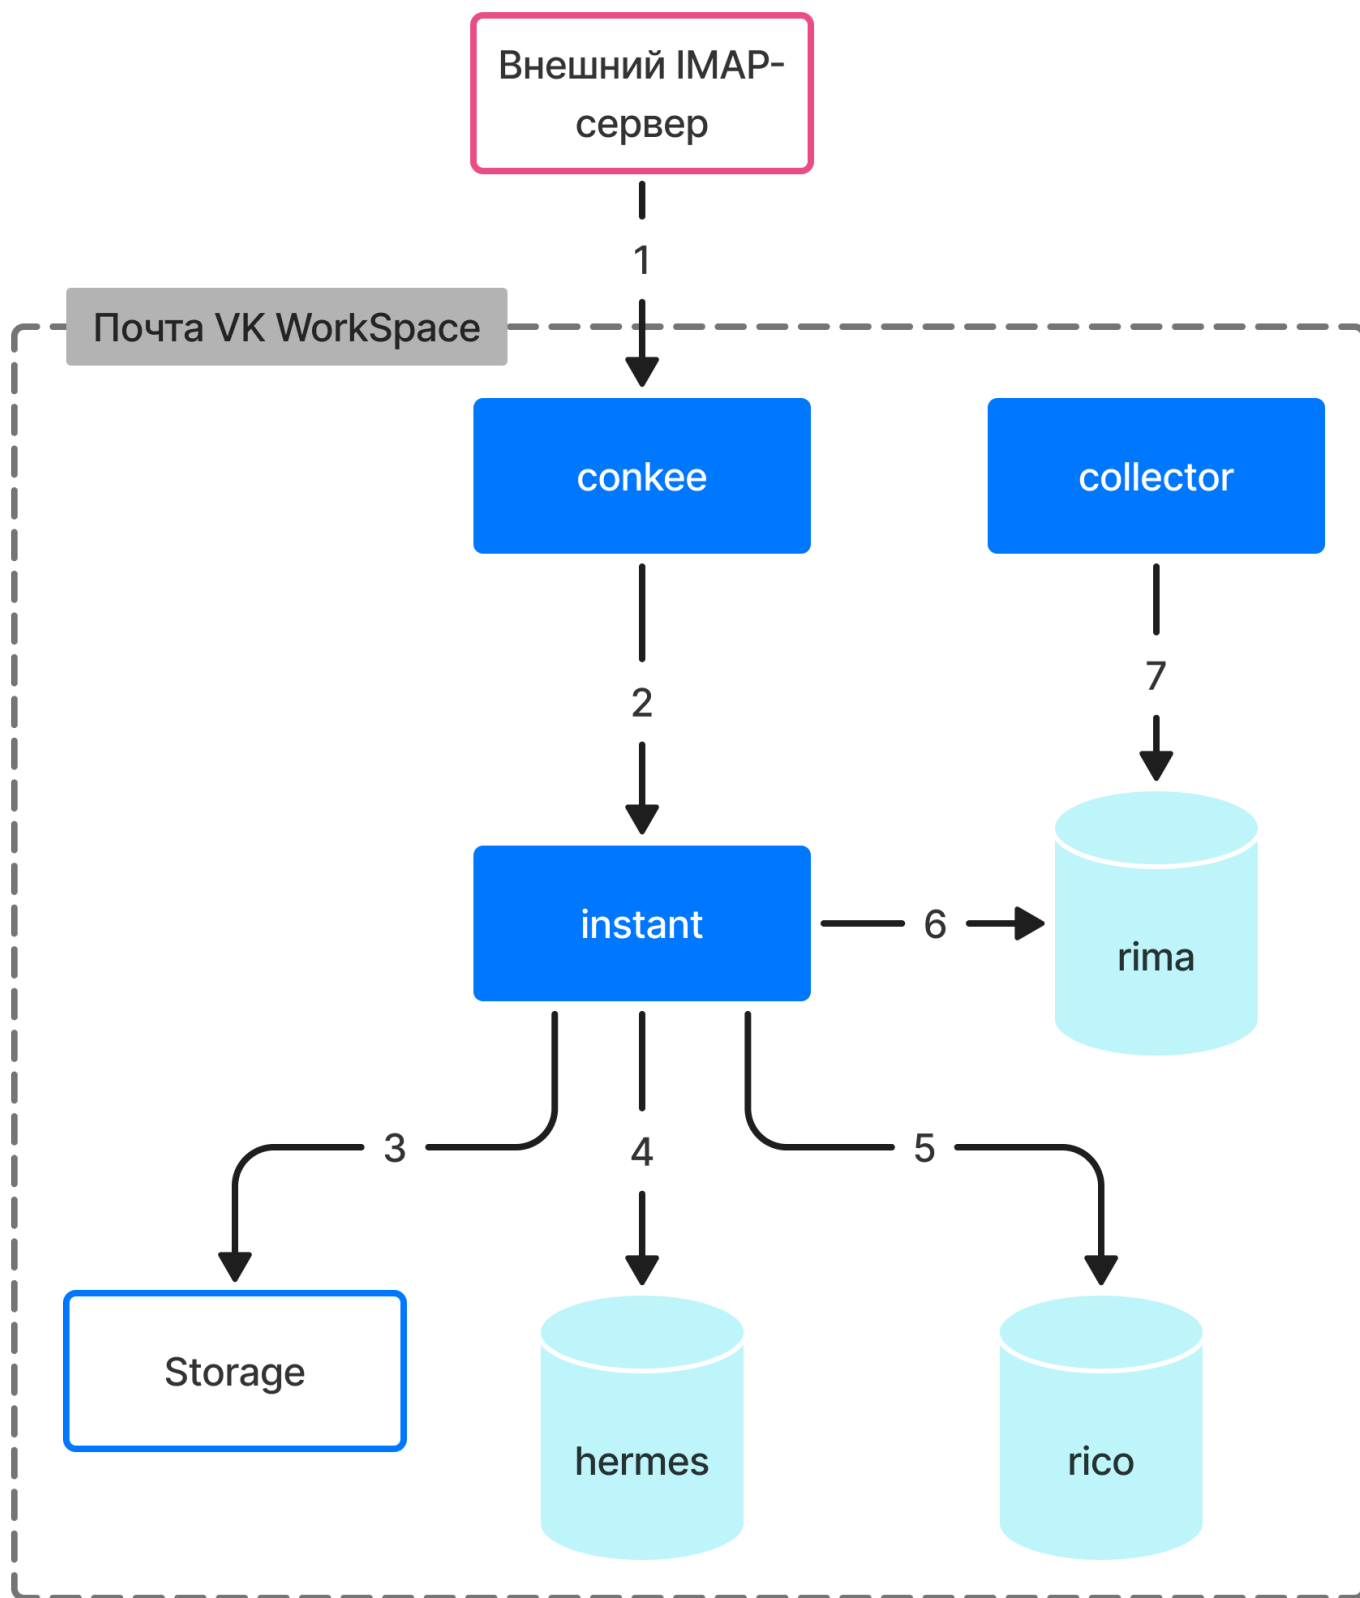 Внешний IMAP-
сервер
1
Почта VK WorkSpace
conkee
collector
2
7
instant
6
rima
3
4
5
Storage
hermes
rico